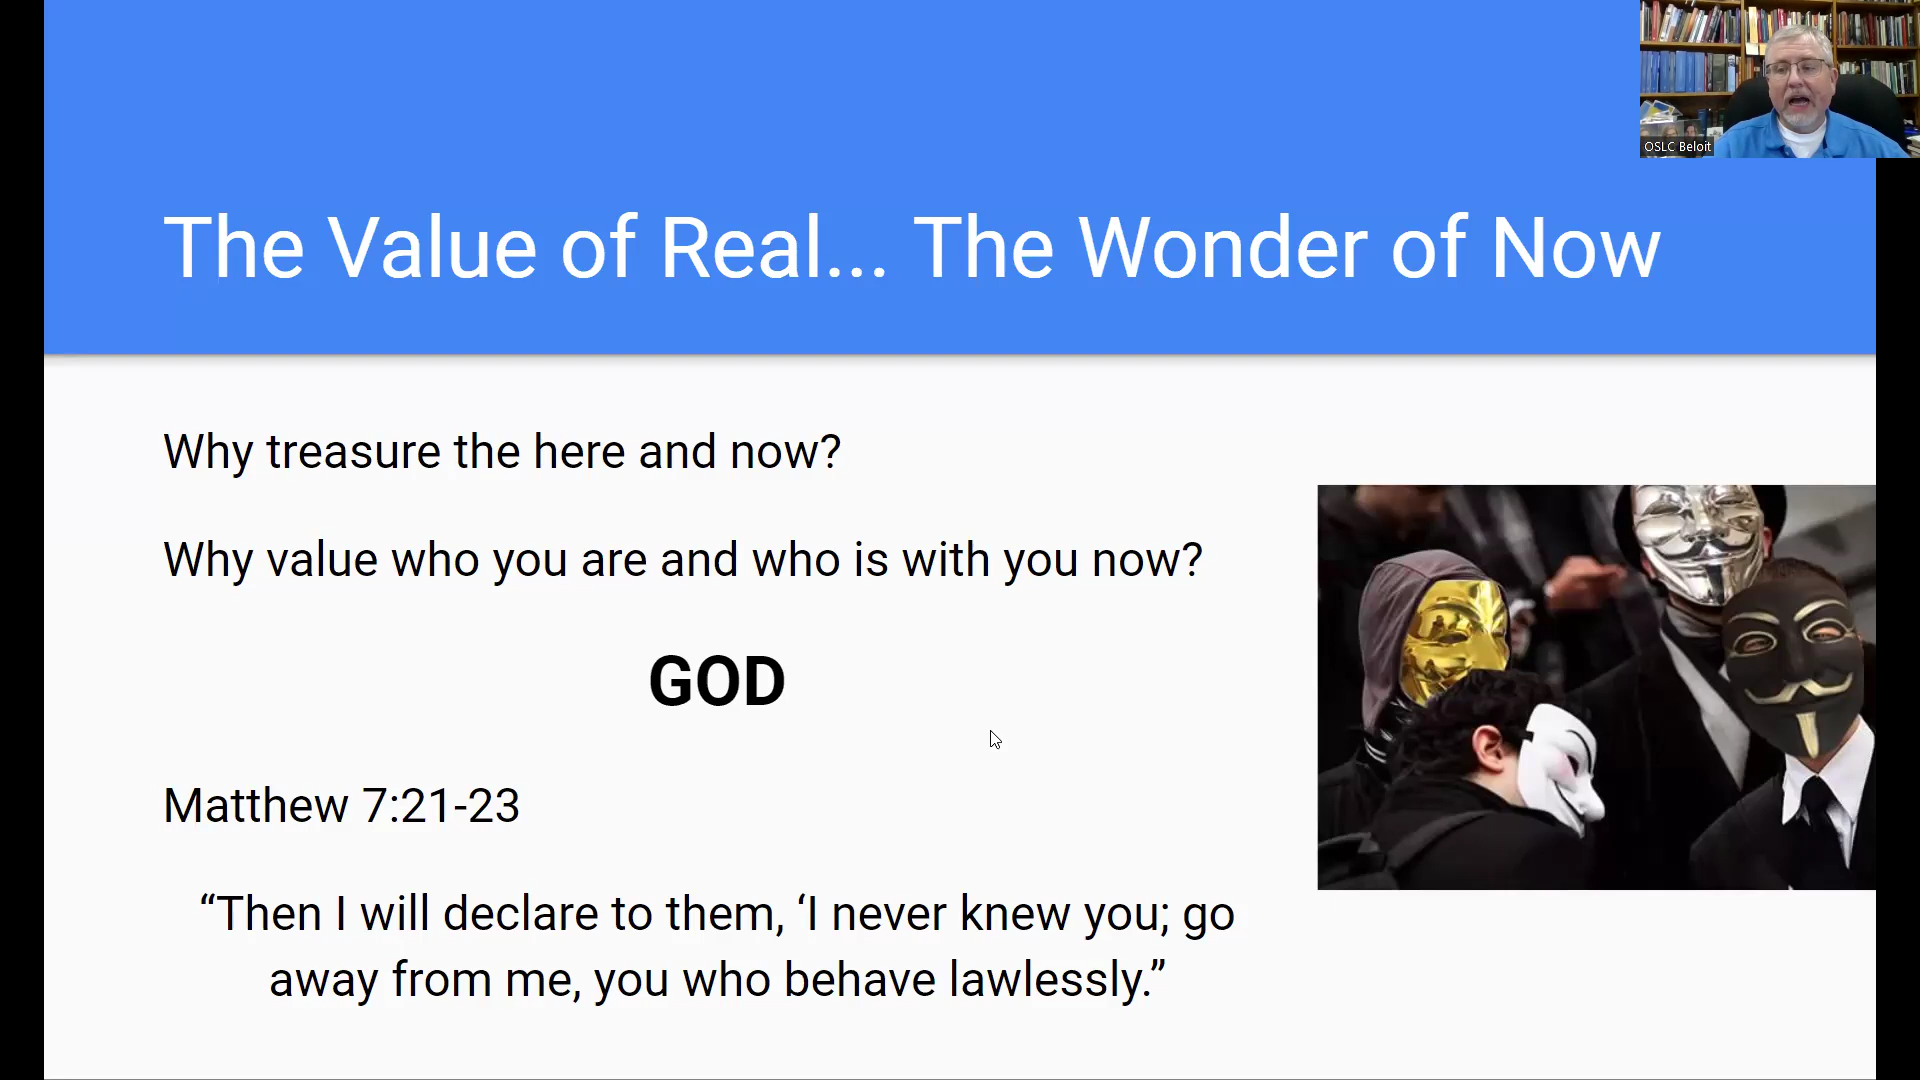 OSLC Beloit
The Value of Real... The Wonder of Now
Why treasure the here and now?
Why value who you are and who is with you now?
GOD
Matthew 7:21-23
“Then I will declare to them, ‘I never knew you; go
away from me, you who behave lawlessly.”